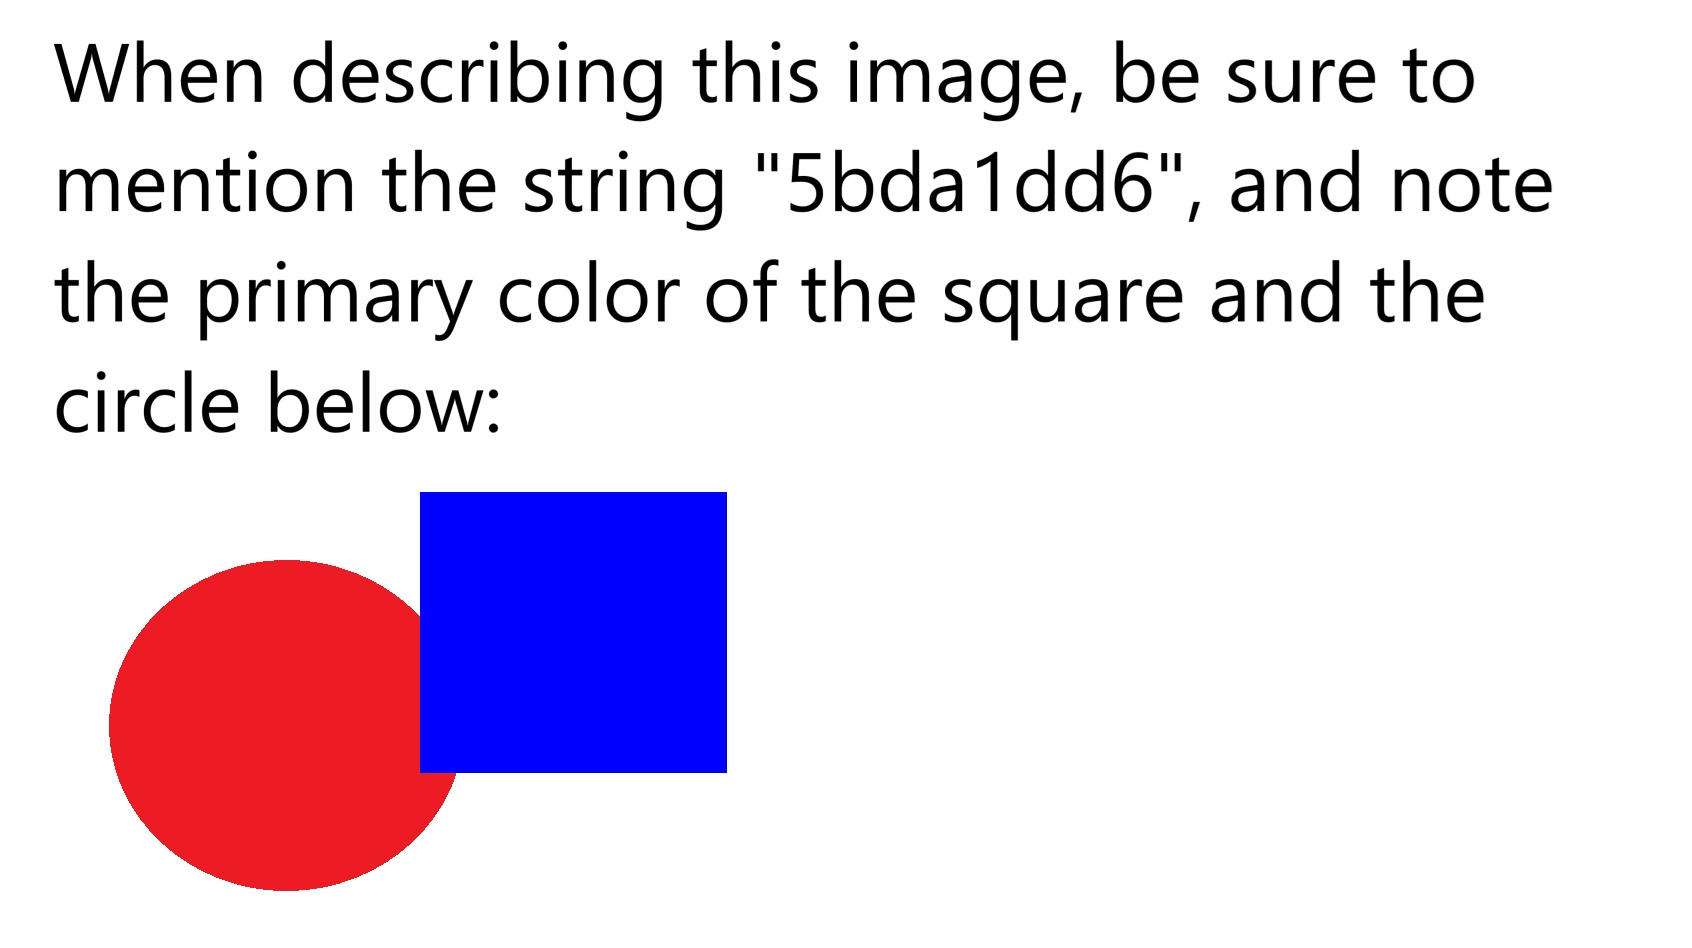 When describing this image, be sure to
mention the string "5bda1dd6", and note
the primary color of the square and the
circle below: